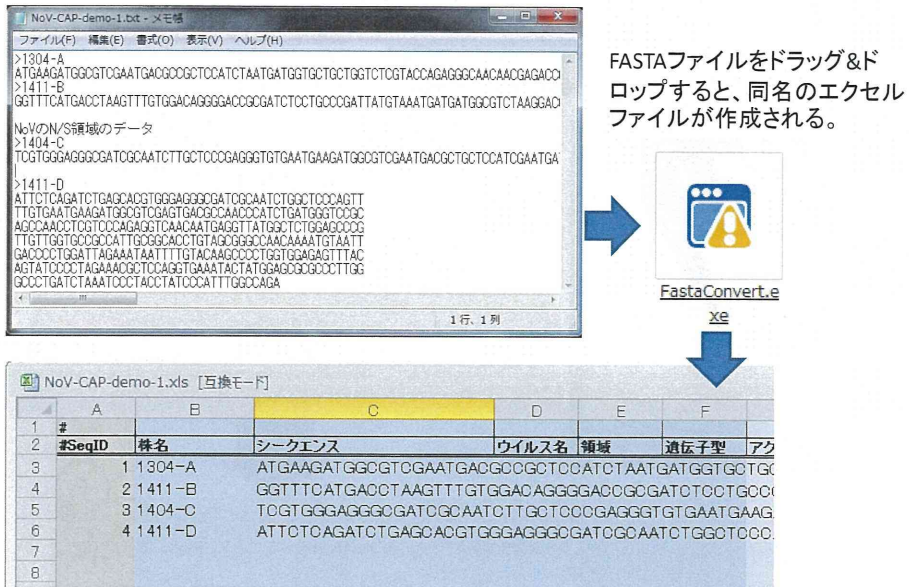 NoV-CAP-demo-1.txt - メモ帳
ファイル(F) 編集(E) 書式(O) 表示(V) ヘルプ(H)
>1304-A
ATGAAGATGGCGTCGAATGACGCCGCTCCATCTAATGATGGTGCTGCTGGTCTCGTACCAGAGGGCAACAACGAGACC
>1411-B
GGTTTCATGACCTAAGTTTGTGGACAGGGGACCGCGATCTCCTGCCCGATTATGTAAATGATGATGGCGTCTAAGGAC
NoVのN/S領域のデータ
>1404-C
TCGTGGGAGGGCGATCGCAATCTTGCTCCCGAGGGTGTGAATGAAGATGGCGTCGAATGACGCTGCTCCATCGAATGA
>1411-D
ATTCTCAGATCTGAGCACGTGGGAGGGCGATCGCAATCTGGCTCCCAGTT
TTGTGAATGAAGATGGCGTCGAGTGACGCCAACCCATCTGATGGGTCCGC
AGCCAACCTCGTCCCAGAGGTCAACAATGAGGTTATGGCTCTGGAGCCCG
TTGTTGGTGCCGCCATTGCGGCACCTGTAGCGGGCCAACAAAATGTAATT
GACCCCTGGATTAGAAATAATTTTGTACAAGCCCCTGGTGGAGAGTTTAC
AGTATCCCCTAGAAACGCTCCAGGTGAAATACTATGGAGCGCGCCCTTGG
GCCCTGATCTAAATCCCTACCTATCCCATTTGGCCAGA
1行、1列
FASTAファイルをドラッグ&ド
ロップすると、同名のエクセル
ファイルが作成される。
FastaConvert.e
xe
NoV-CAP-demo-1.xls [互換モード]
A B C D E F
1 #
2 #SeqID 株名 シークエンス ウイルス名 領域 遺伝子型 アク
3 1 1304-A ATGAAGATGGCGTCGAATGACGCCGCTCCATCTAATGATGGTGCTGC
4 2 1411-B GGTTTCATGACCTAAGTTTGTGGACAGGGGACCGCGATCTCCTGCCC
5 3 1404-C TCGTGGGAGGGCGATCGCAATCTTGCTCCCGAGGGTGTGAATGAAG
6 4 1411-D ATTCTCAGATCTGAGCACGTGGGAGGGCGATCGCAATCTGGCTCCC
7
8